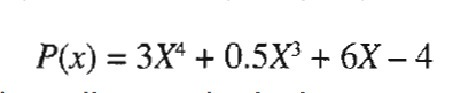 P(x) = 3X⁴ + 0.5X³ + 6X – 4